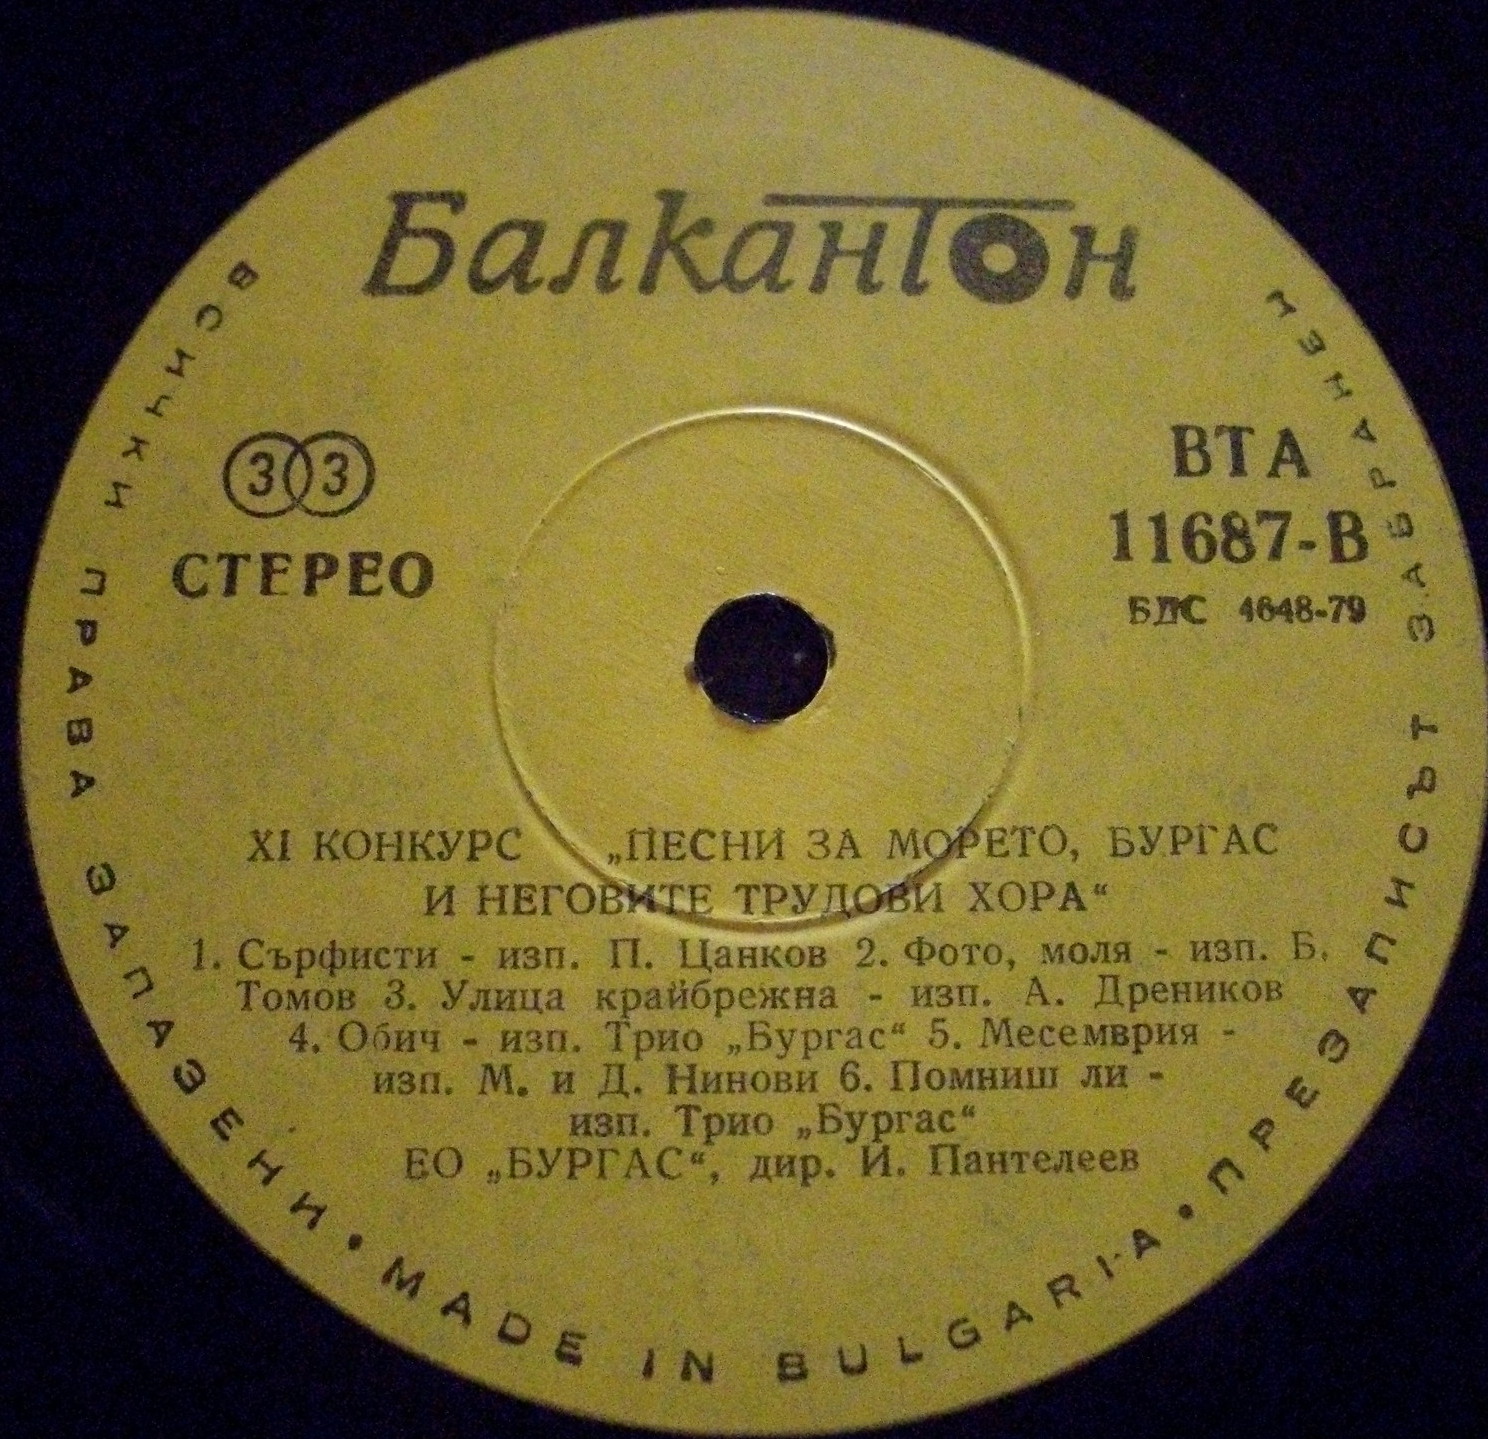 Балкантон
33
СТЕРЕО
ВТА
11687-В
БДС 4648-79
XI КОНКУРС „ПЕСНИ ЗА МОРЕТО, БУРГАС
И НЕГОВИТЕ ТРУДОВИ ХОРА“
1. Сърфисти - изп. П. Цанков 2. Фото, моля - изп. Б.
Томов 3. Улица крайбрежна - изп. А. Дреников
4. Обич - изп. Трио „Бургас“ 5. Месемврия -
изп. М. и Д. Нинови 6. Помниш ли -
изп. Трио „Бургас“
ЕО „БУРГАС“, дир. И. Пантелеев
ВСИЧКИ ПРАВА ЗАПАЗЕНИ • MADE IN BULGARIA • ПРЕЗАПИСЪТ ЗАБРАНЕН